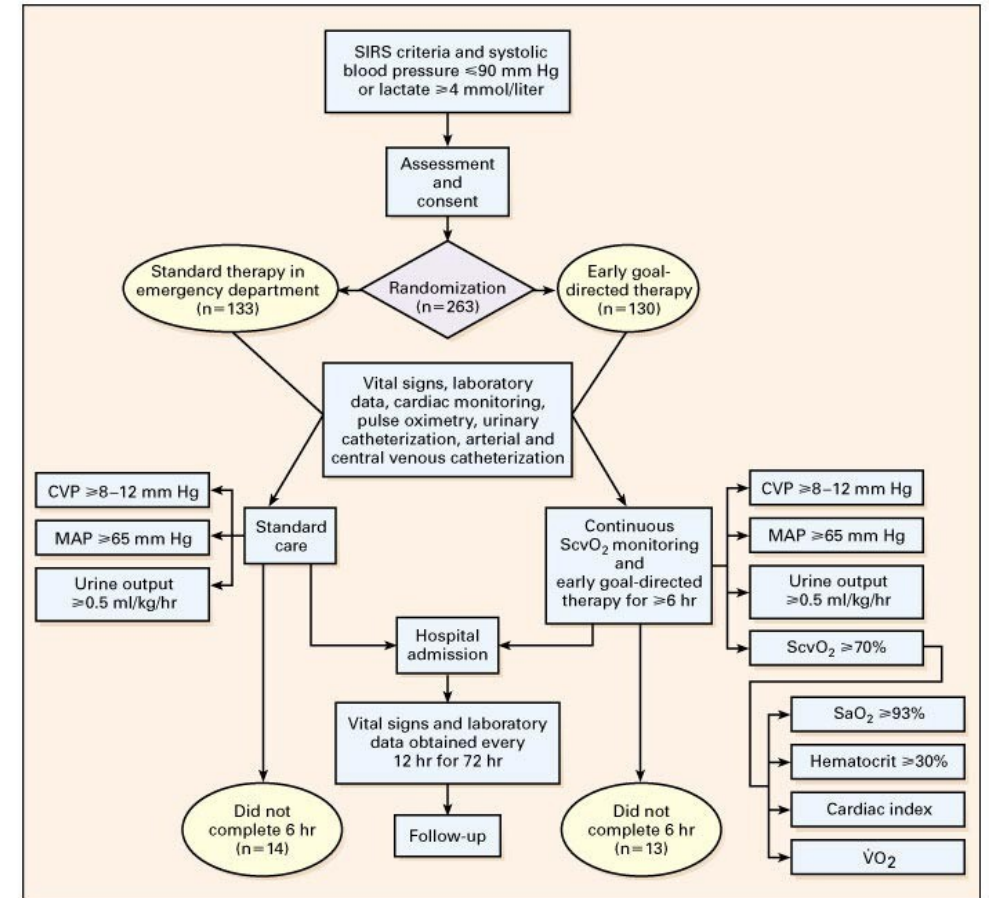 SIRS criteria and systolic
blood pressure ≤90 mm Hg
or lactate ≥4 mmol/liter
Assessment
and
consent
Standard therapy in
emergency department
(n=133)
Randomization
(n=263)
Early goal-
directed therapy
(n=130)
Vital signs, laboratory
data, cardiac monitoring,
pulse oximetry, urinary
catheterization, arterial and
central venous catheterization
CVP ≥8–12 mm Hg
MAP ≥65 mm Hg
Urine output
≥0.5 ml/kg/hr
Standard
care
Continuous
ScvO₂ monitoring
and
early goal-directed
therapy for ≥6 hr
CVP ≥8–12 mm Hg
MAP ≥65 mm Hg
Urine output
≥0.5 ml/kg/hr
ScvO₂ ≥70%
Hospital
admission
SaO₂ ≥93%
Hematocrit ≥30%
Cardiac index
V̇O₂
Vital signs and laboratory
data obtained every
12 hr for 72 hr
Did not
complete 6 hr
(n=14)
Follow-up
Did not
complete 6 hr
(n=13)